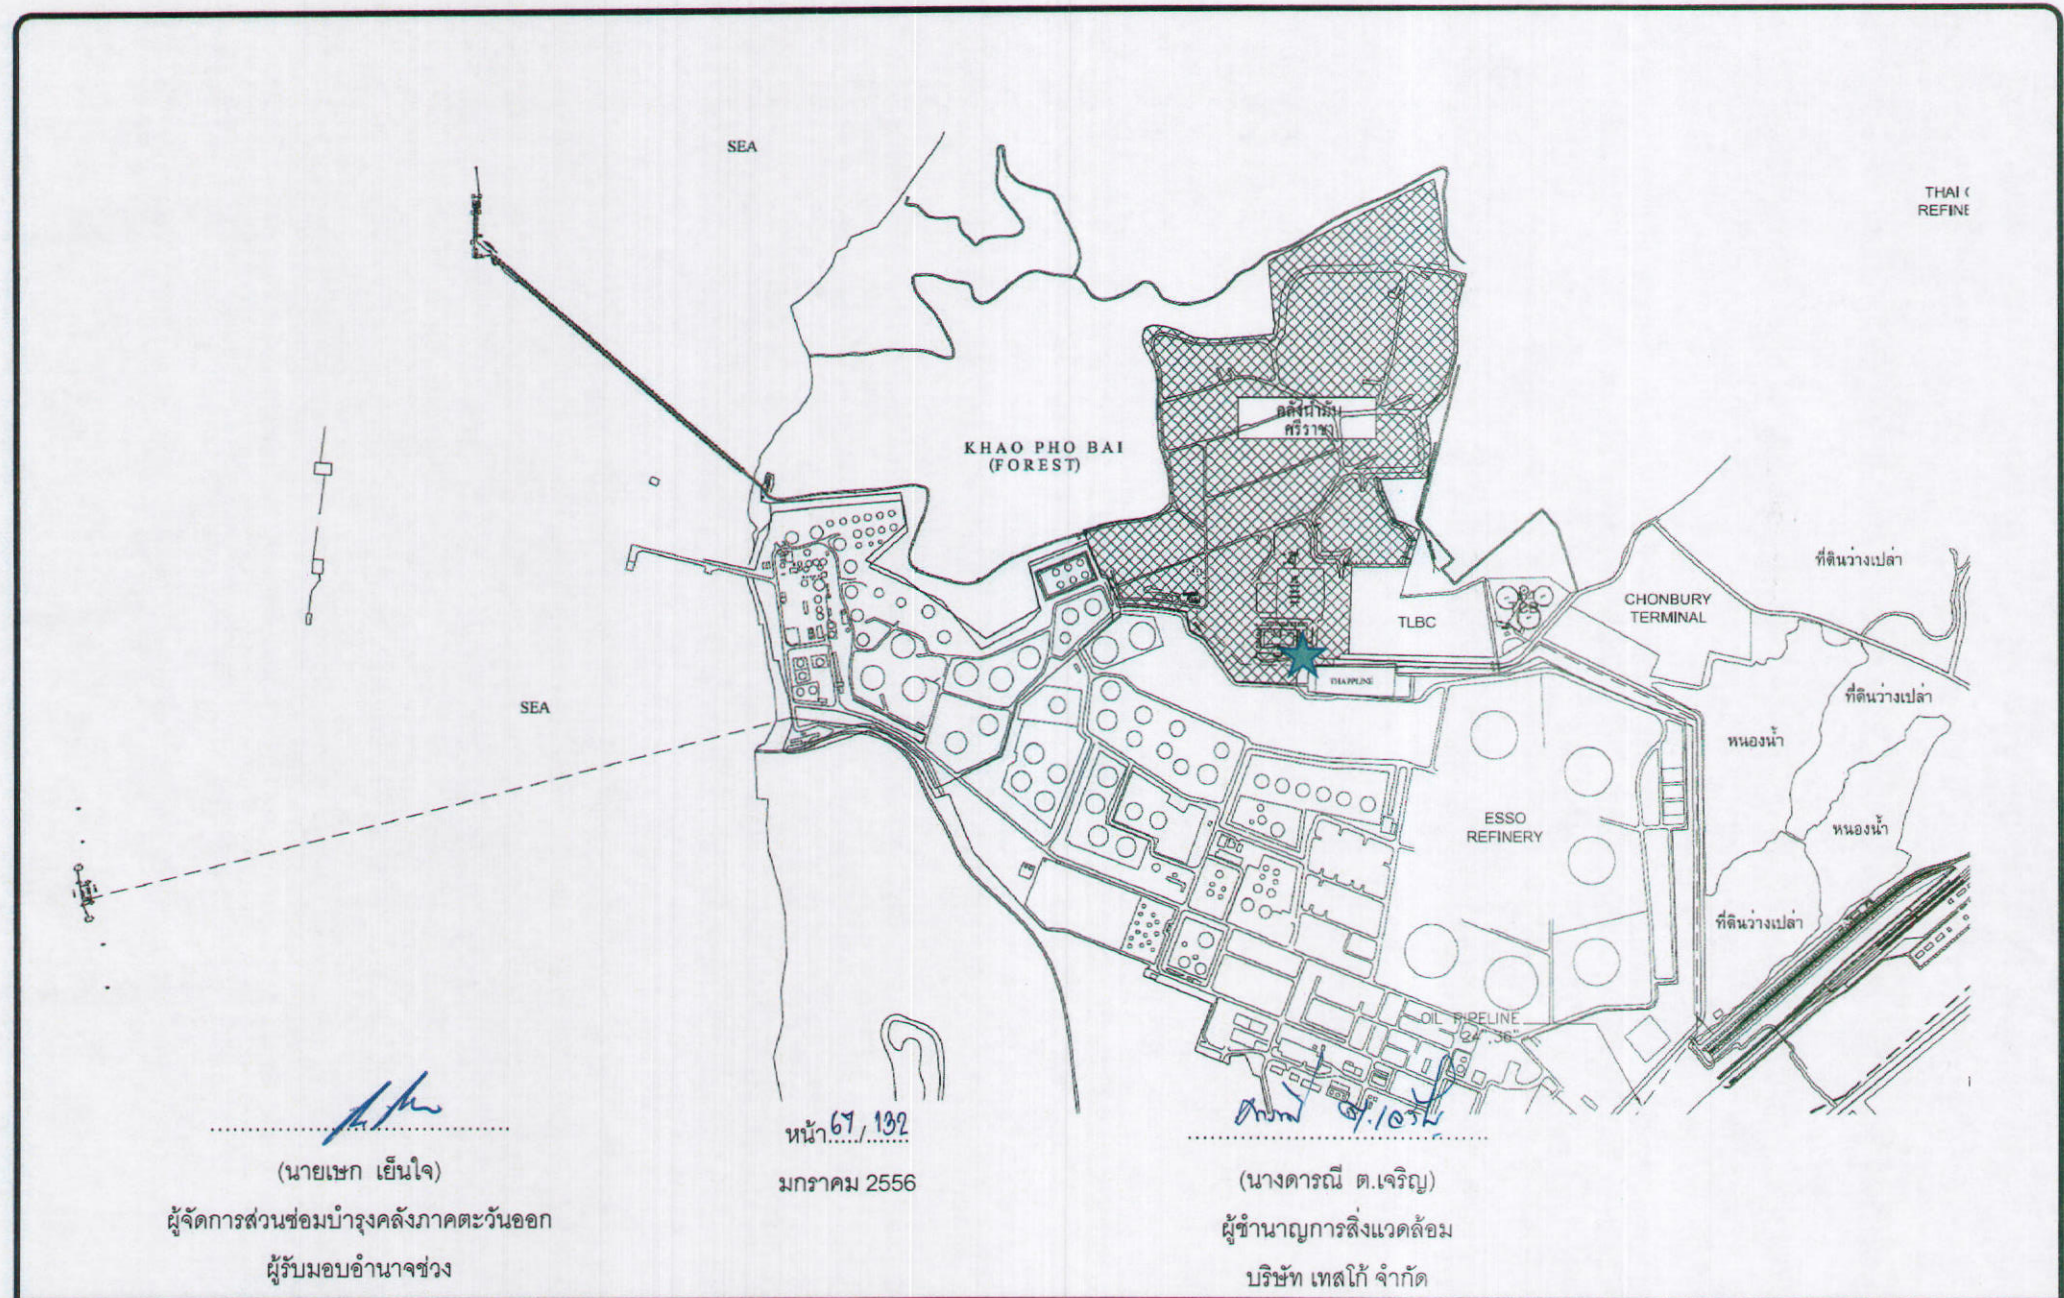 SEA
THAI
REFINE
คลังน้ำมัน
ศรีราชา
KHAO PHO BAI
(FOREST)
ที่ดินว่างเปล่า
CHONBURY
TERMINAL
TLBC
THAPPLINE
ที่ดินว่างเปล่า
SEA
หนองน้ำ
ESSO
REFINERY
หนองน้ำ
ที่ดินว่างเปล่า
OIL PIPELINE
24",36"
หน้า 67/132
มกราคม 2556
(นายเษก เย็นใจ)
ผู้จัดการส่วนซ่อมบำรุงคลังภาคตะวันออก
ผู้รับมอบอำนาจช่วง
(นางดารณี ต.เจริญ)
ผู้ชำนาญการสิ่งแวดล้อม
บริษัท เทสโก้ จำกัด